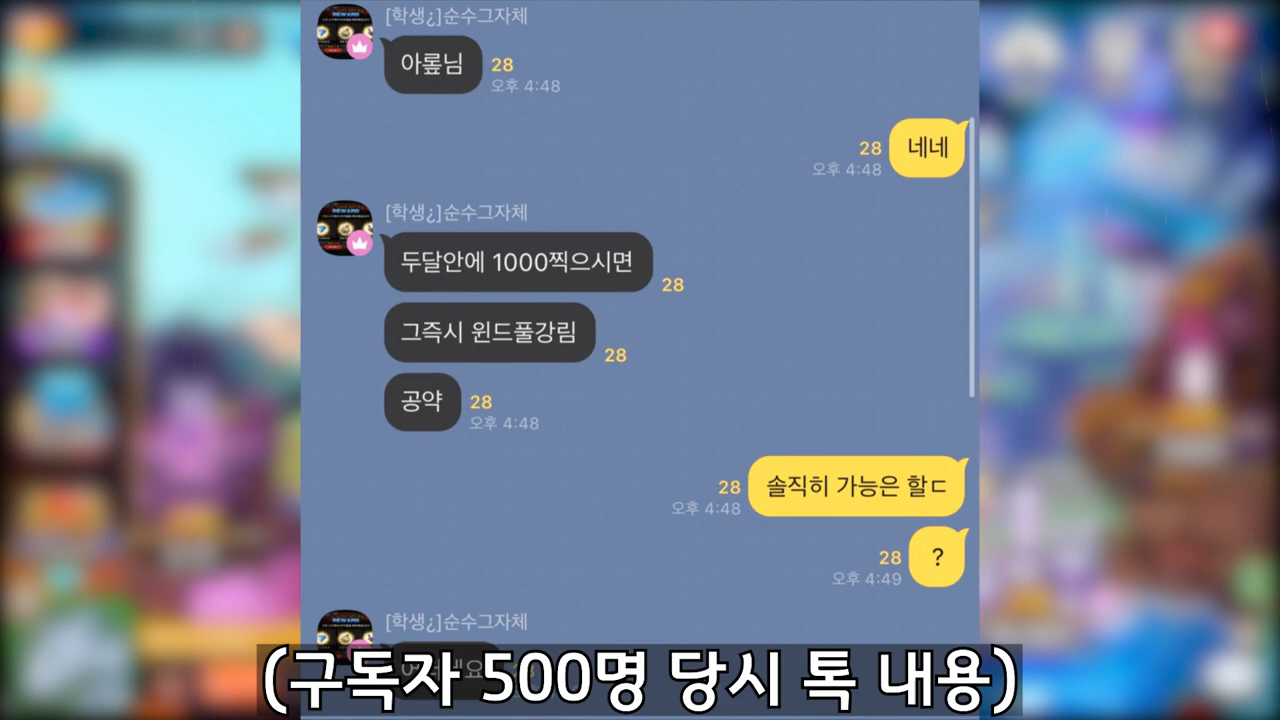 [학생¿]순수그자체
아롶님
28
오후 4:48
네네
28
오후 4:48
[학생¿]순수그자체
두달안에 1000찍으시면
28
그즉시 윈드풀강림
28
공약
28
오후 4:48
솔직히 가능은 할ㄷ
28
오후 4:48
?
28
오후 4:49
[학생¿]순수그자체
(구독자 500명 당시 톡 내용)